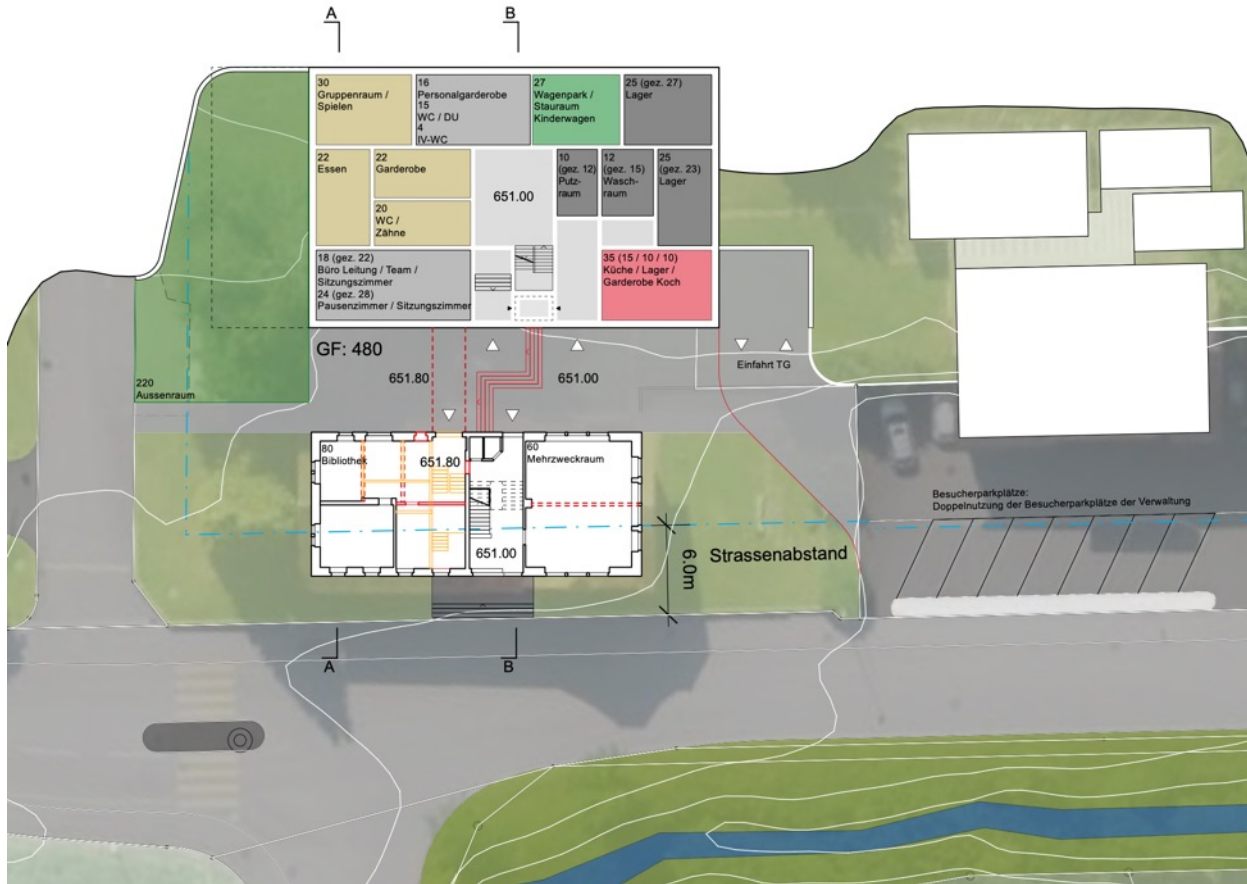 A
B
30
Gruppenraum /
Spielen
16
Personalgarderobe
15
WC / DU
4
IV-WC
27
Wagenpark /
Stauraum
Kinderwagen
25 (gez. 27)
Lager
22
Essen
22
Garderobe
20
WC /
Zähne
651.00
10
(gez. 12)
Putz-
raum
12
(gez. 15)
Wasch-
raum
25
(gez. 23)
Lager
18 (gez. 22)
Büro Leitung / Team /
Sitzungszimmer
24 (gez. 28)
Pausenzimmer / Sitzungszimmer
35 (15 / 10 / 10)
Küche / Lager /
Garderobe Koch
GF: 480
651.80
651.00
Einfahrt TG
220
Aussenraum
80
Bibliothek
651.80
60
Mehrzweckraum
651.00
6.0m
Strassenabstand
Besucherparkplätze:
Doppelnutzung der Besucherparkplätze der Verwaltung
A
B